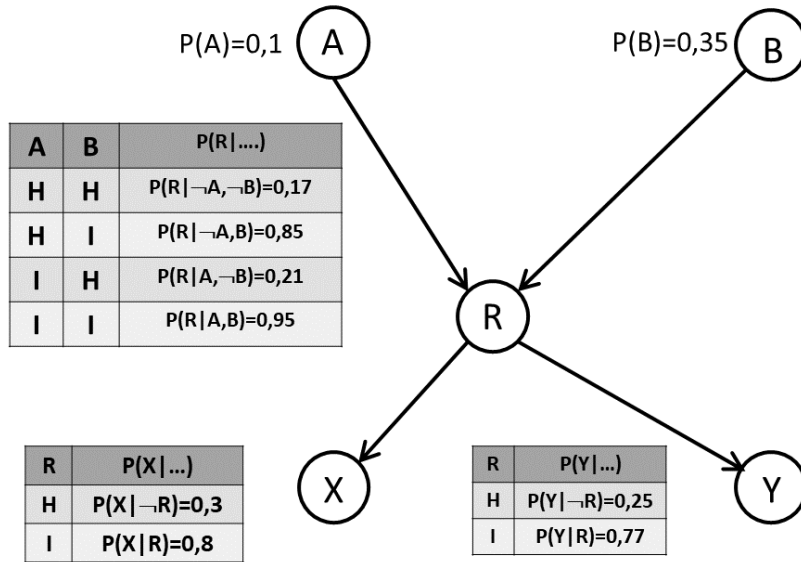 P(A)=0,1
A
P(B)=0,35
B
A B P(R|....)
H H P(R|¬A,¬B)=0,17
H I P(R|¬A,B)=0,85
I H P(R|A,¬B)=0,21
I I P(R|A,B)=0,95
R
R P(X|...)
H P(X|¬R)=0,3
I P(X|R)=0,8
X
R P(Y|...)
H P(Y|¬R)=0,25
I P(Y|R)=0,77
Y